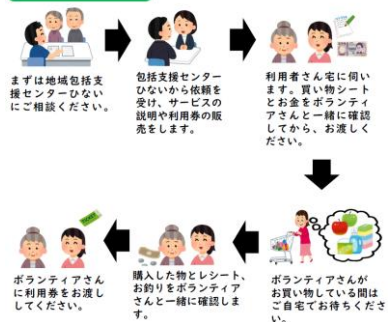 まずは地域包括支
援センターひない
にご相談ください。
包括支援センター
ひないから依頼を
受け、サービスの
説明や利用券の販
売をします。
利用者さん宅に伺い
ます。買い物シート
とお金をボランティ
アさんと一緒に確認
してから、お渡しく
ださい。
ボランティアさんが
お買い物している間は
ご自宅でお待ちくださ
い。
購入した物とレシート、
お釣りをボランティア
さんと一緒に確認しま
す。
TICKET
ボランティアさん
に利用券をお渡し
してください。